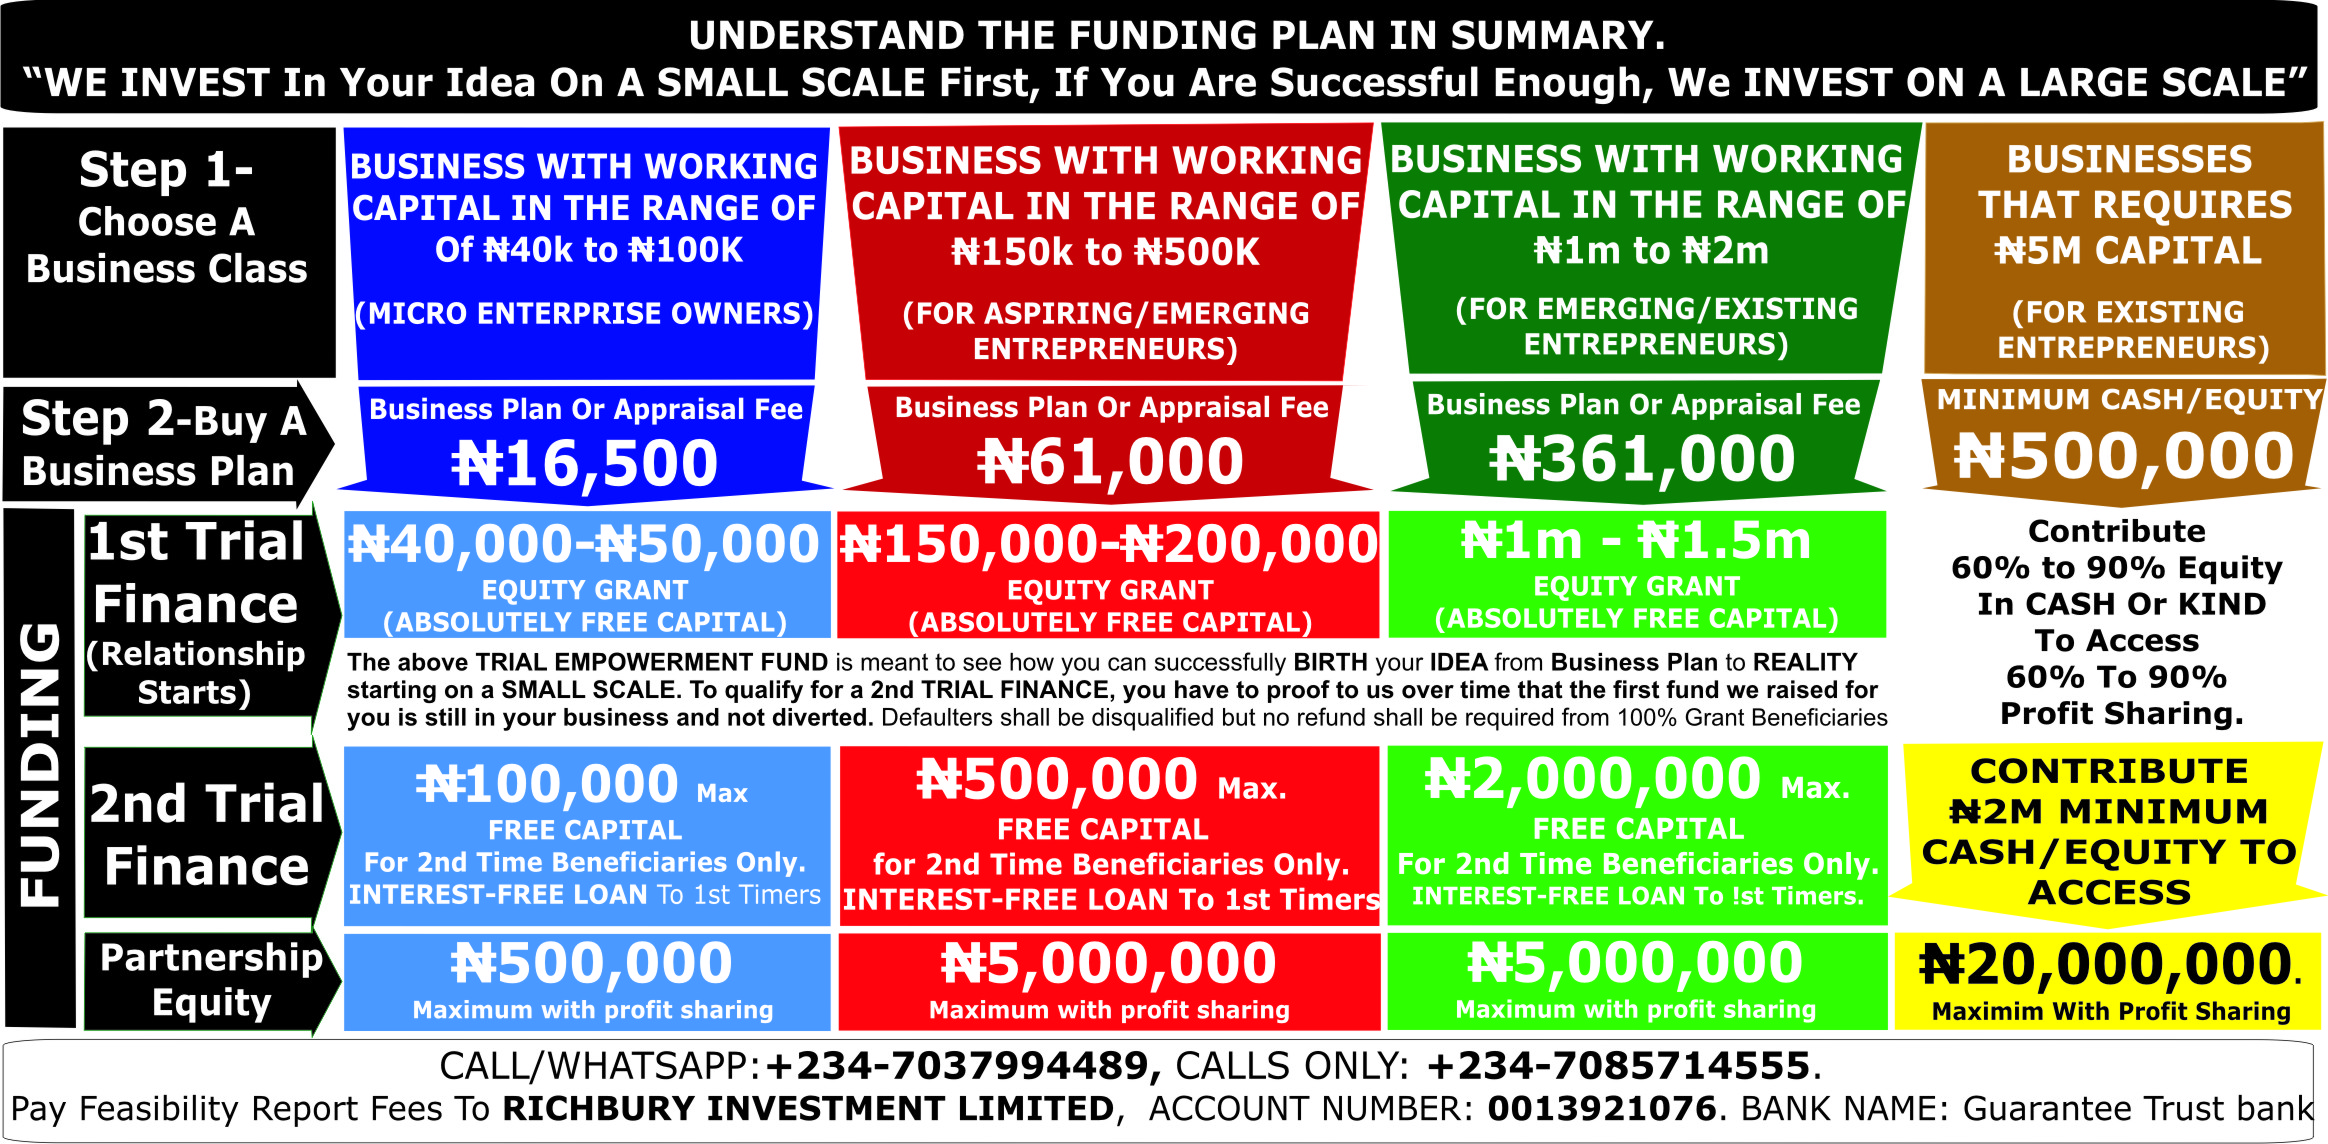 UNDERSTAND THE FUNDING PLAN IN SUMMARY.
“WE INVEST In Your Idea On A SMALL SCALE First, If You Are Successful Enough, We INVEST ON A LARGE SCALE”
Step 1-
Choose A
Business Class
BUSINESS WITH WORKING
CAPITAL IN THE RANGE OF
Of ₦40k to ₦100K
(MICRO ENTERPRISE OWNERS)
BUSINESS WITH WORKING
CAPITAL IN THE RANGE OF
₦150k to ₦500K
(FOR ASPIRING/EMERGING
ENTREPRENEURS)
BUSINESS WITH WORKING
CAPITAL IN THE RANGE OF
₦1m to ₦2m
(FOR EMERGING/EXISTING
ENTREPRENEURS)
BUSINESSES
THAT REQUIRES
₦5M CAPITAL
(FOR EXISTING
ENTREPRENEURS)
Step 2-Buy A
Business Plan
Business Plan Or Appraisal Fee
₦16,500
Business Plan Or Appraisal Fee
₦61,000
Business Plan Or Appraisal Fee
₦361,000
MINIMUM CASH/EQUITY
₦500,000
FUNDING
1st Trial
Finance
(Relationship
Starts)
₦40,000-₦50,000
EQUITY GRANT
(ABSOLUTELY FREE CAPITAL)
₦150,000-₦200,000
EQUITY GRANT
(ABSOLUTELY FREE CAPITAL)
₦1m - ₦1.5m
EQUITY GRANT
(ABSOLUTELY FREE CAPITAL)
Contribute
60% to 90% Equity
In CASH Or KIND
To Access
60% To 90%
Profit Sharing.
The above TRIAL EMPOWERMENT FUND is meant to see how you can successfully BIRTH your IDEA from Business Plan to REALITY
starting on a SMALL SCALE. To qualify for a 2nd TRIAL FINANCE, you have to proof to us over time that the first fund we raised for
you is still in your business and not diverted. Defaulters shall be disqualified but no refund shall be required from 100% Grant Beneficiaries
2nd Trial
Finance
₦100,000 Max
FREE CAPITAL
For 2nd Time Beneficiaries Only.
INTEREST-FREE LOAN To 1st Timers
₦500,000 Max.
FREE CAPITAL
for 2nd Time Beneficiaries Only.
INTEREST-FREE LOAN To 1st Timers
₦2,000,000 Max.
FREE CAPITAL
For 2nd Time Beneficiaries Only.
INTEREST-FREE LOAN To !st Timers.
CONTRIBUTE
₦2M MINIMUM
CASH/EQUITY TO
ACCESS
Partnership
Equity
₦500,000
Maximum with profit sharing
₦5,000,000
Maximum with profit sharing
₦5,000,000
Maximum with profit sharing
₦20,000,000.
Maximim With Profit Sharing
CALL/WHATSAPP:+234-7037994489, CALLS ONLY: +234-7085714555.
Pay Feasibility Report Fees To RICHBURY INVESTMENT LIMITED, ACCOUNT NUMBER: 0013921076. BANK NAME: Guarantee Trust bank